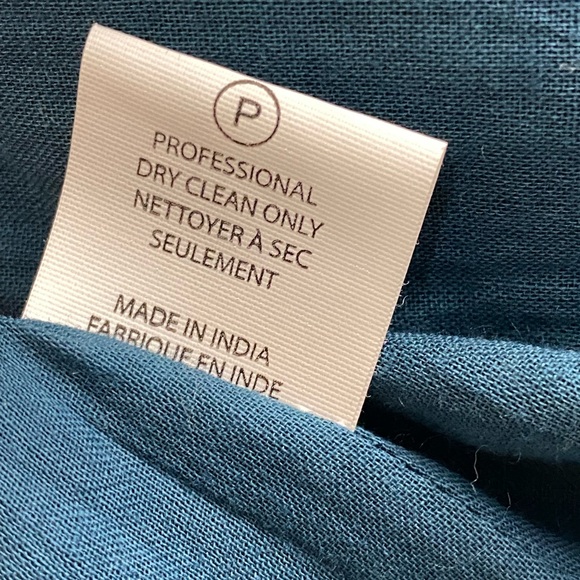 P
PROFESSIONAL
DRY CLEAN ONLY
NETTOYER À SEC
SEULEMENT
MADE IN INDIA
FABRIQUE EN INDE